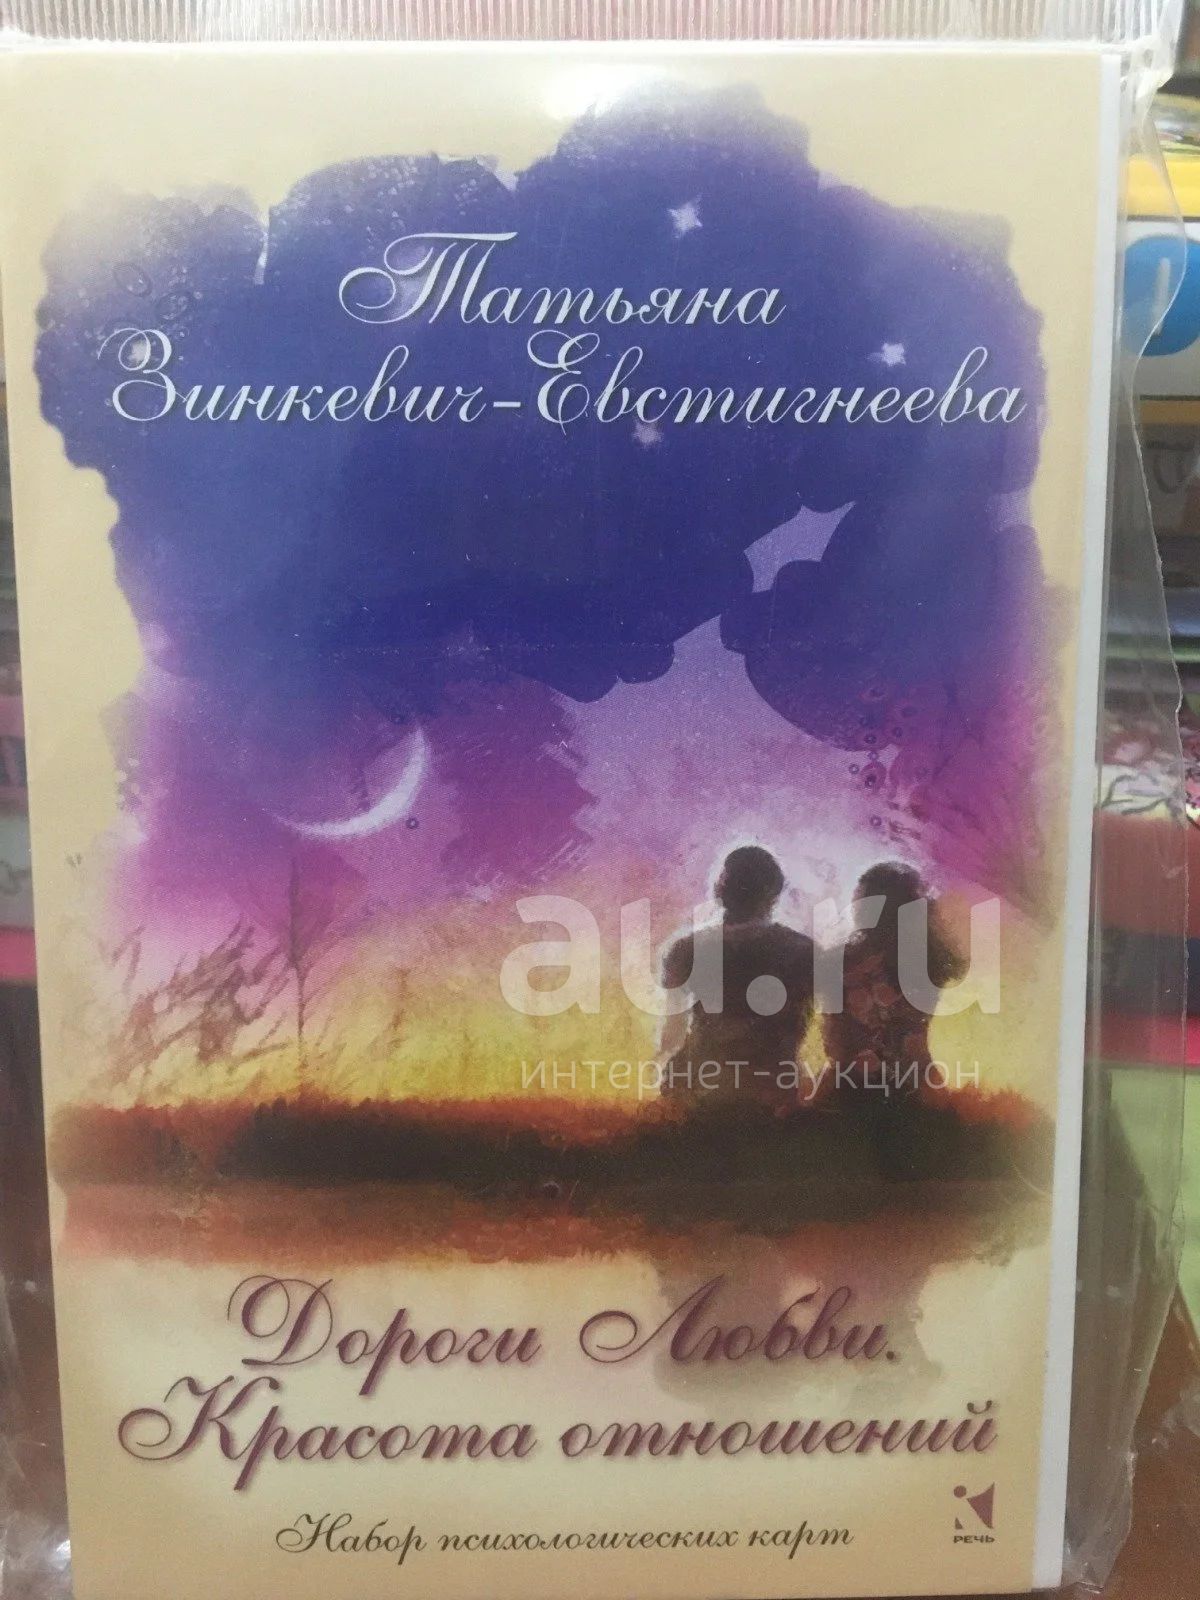 Татьяна
Зинкевич-Евстигнеева
au.ru
интернет-аукцион
Дороги Любви.
Красота отношений
Набор психологических карт
РЕЧЬ